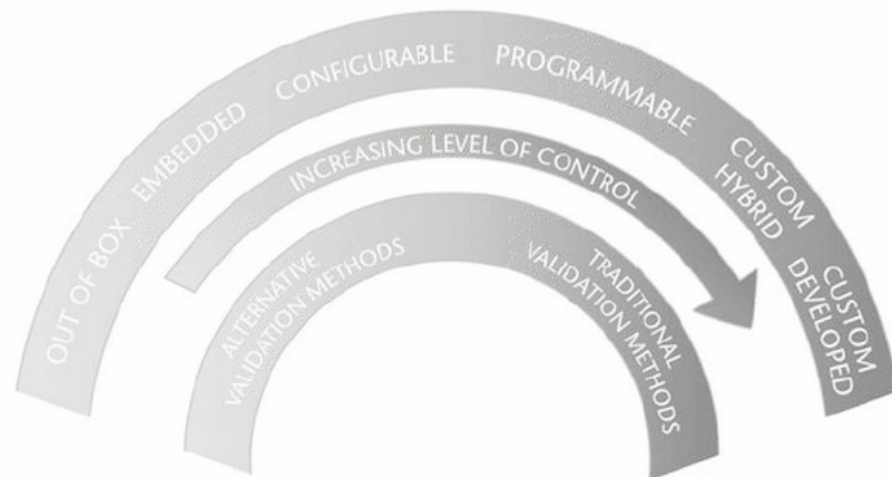 OUT OF BOX
EMBEDDED
CONFIGURABLE
PROGRAMMABLE
CUSTOM
HYBRID
CUSTOM
DEVELOPED
INCREASING LEVEL OF CONTROL
ALTERNATIVE
VALIDATION METHODS
TRADITIONAL
VALIDATION METHODS